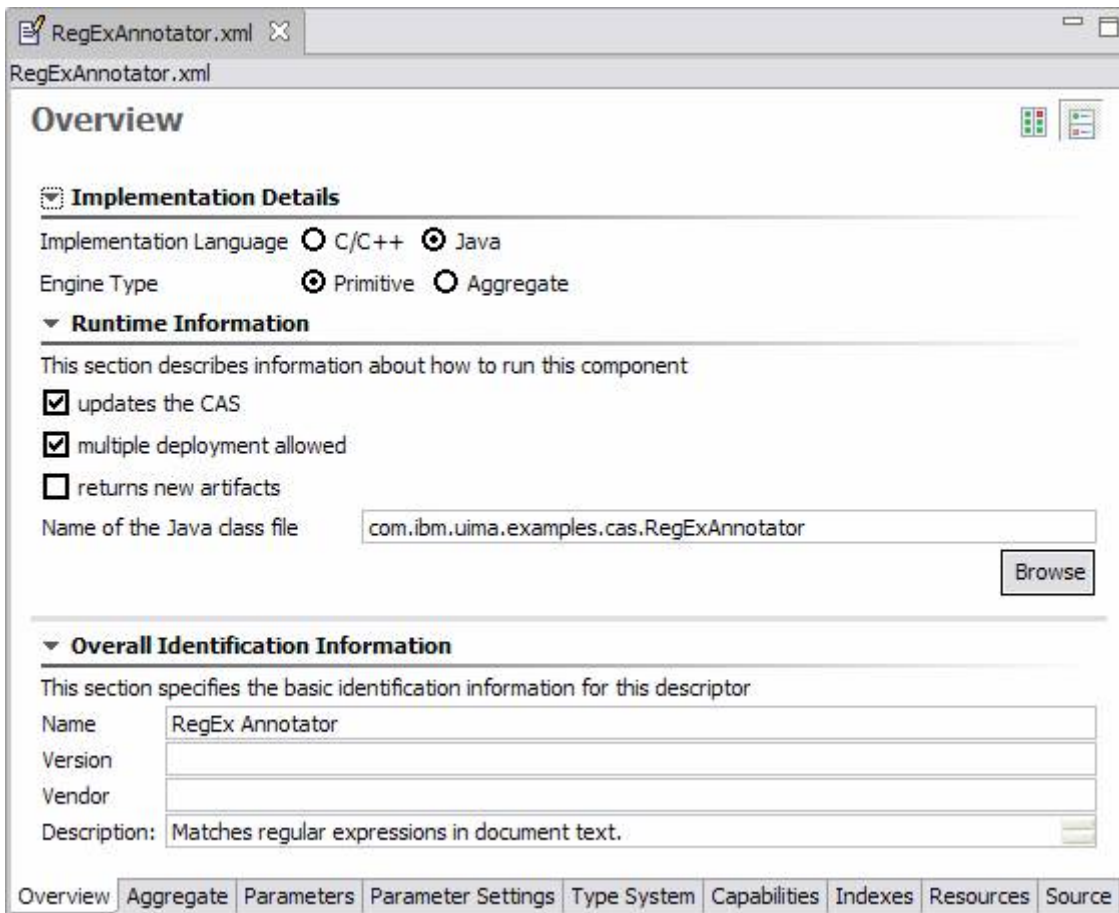 RegExAnnotator.xml
RegExAnnotator.xml
Overview
Implementation Details
Implementation Language C/C++ Java
Engine Type Primitive Aggregate
Runtime Information
This section describes information about how to run this component
updates the CAS
multiple deployment allowed
returns new artifacts
Name of the Java class file com.ibm.uima.examples.cas.RegExAnnotator
Browse
Overall Identification Information
This section specifies the basic identification information for this descriptor
Name RegEx Annotator
Version
Vendor
Description: Matches regular expressions in document text.
Overview Aggregate Parameters Parameter Settings Type System Capabilities Indexes Resources Source